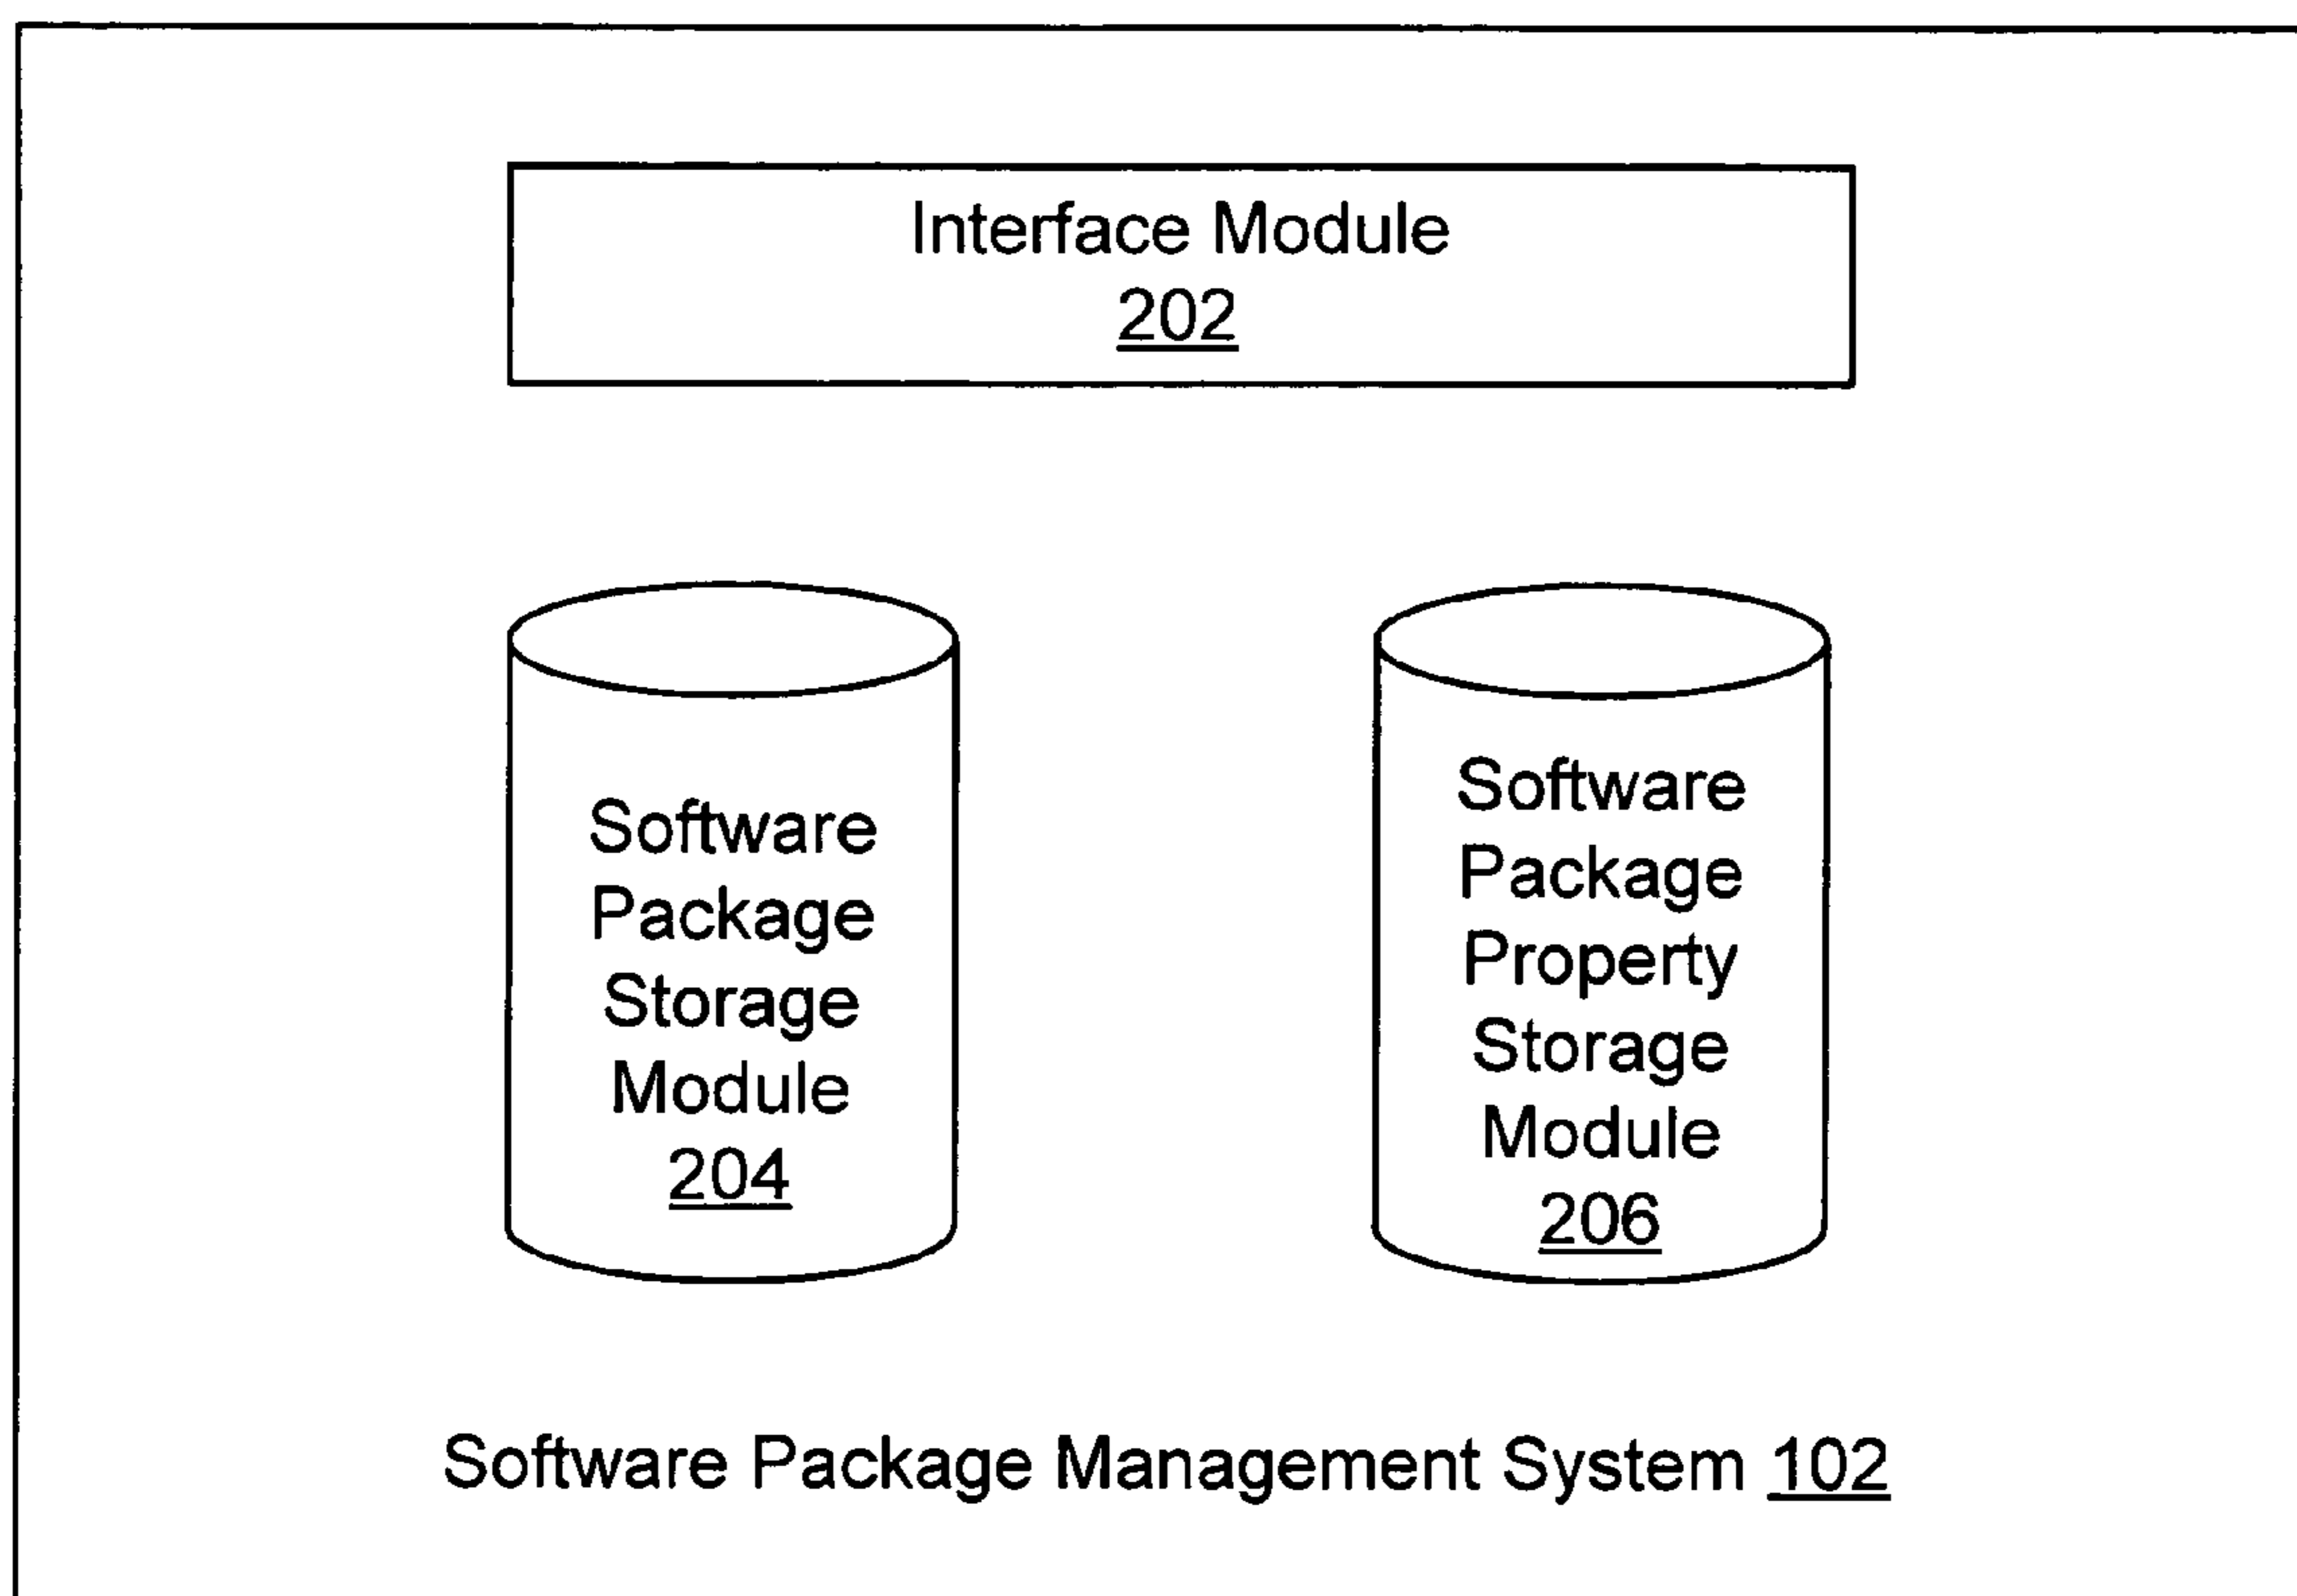 Interface Module
202
Software
Package
Storage
Module
204
Software
Package
Property
Storage
Module
206
Software Package Management System 102